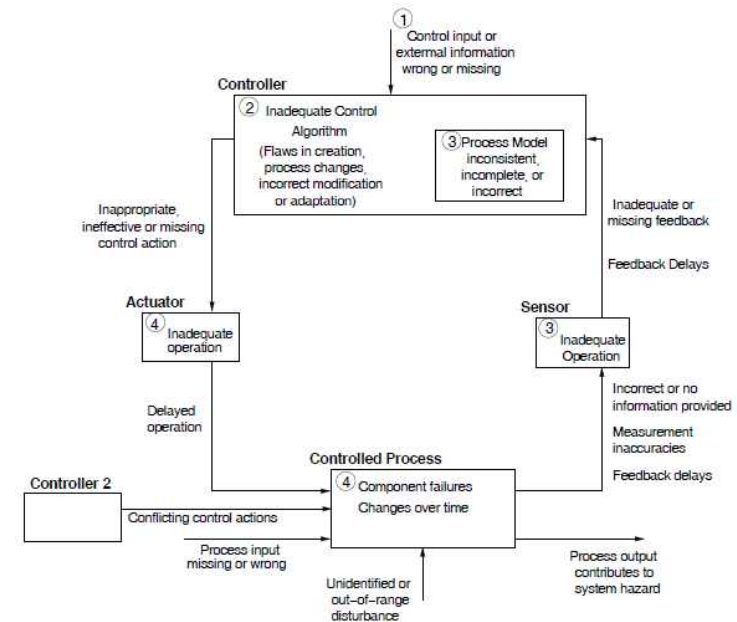 1
Control input or
external information
wrong or missing
Controller
2 Inadequate Control
Algorithm
(Flaws in creation,
process changes,
incorrect modification
or adaptation)
3 Process Model
inconsistent,
incomplete, or
incorrect
Inappropriate,
ineffective or missing
control action
Inadequate or
missing feedback
Feedback Delays
Actuator
4 Inadequate
operation
Sensor
3 Inadequate
Operation
Delayed
operation
Incorrect or no
information provided
Measurement
inaccuracies
Feedback delays
Controlled Process
4 Component failures
Changes over time
Controller 2
Conflicting control actions
Process input
missing or wrong
Unidentified or
out-of-range
disturbance
Process output
contributes to
system hazard